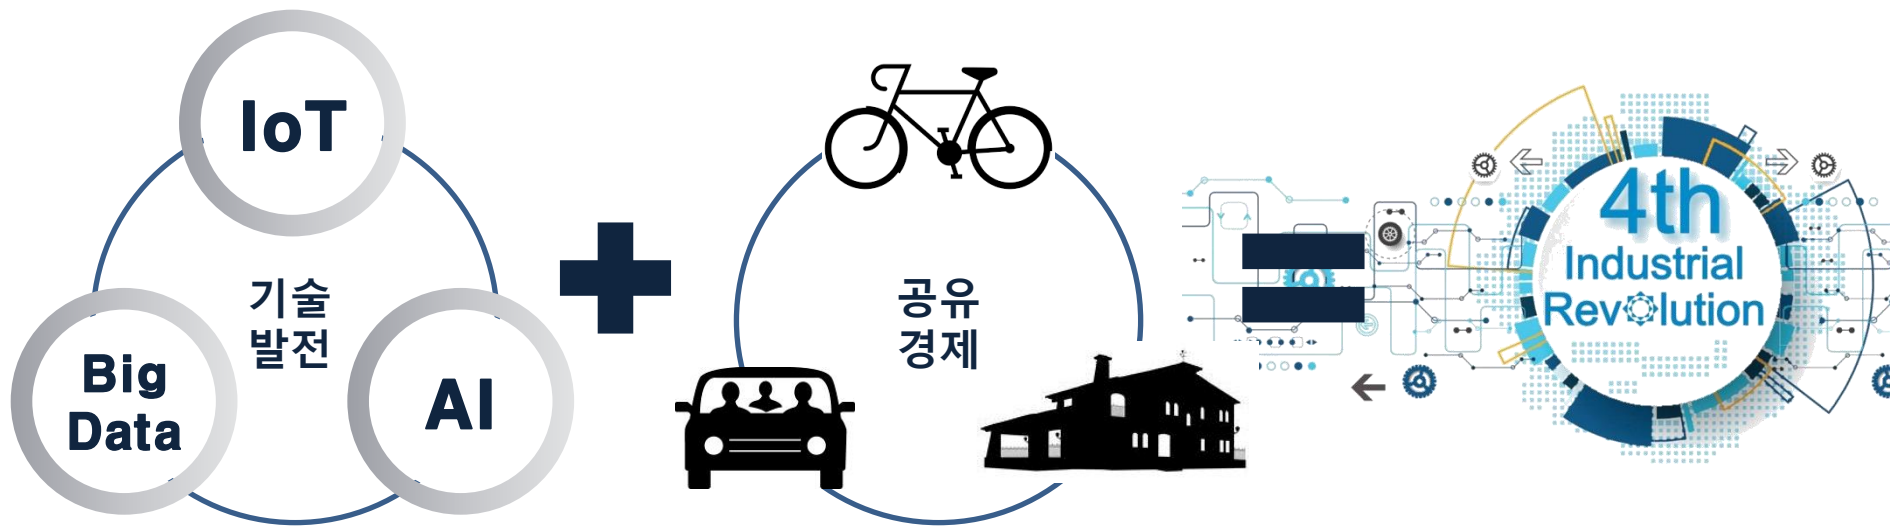 IoT
기술
발전
Big
Data
AI
공유
경제
4th
Industrial
Revolution